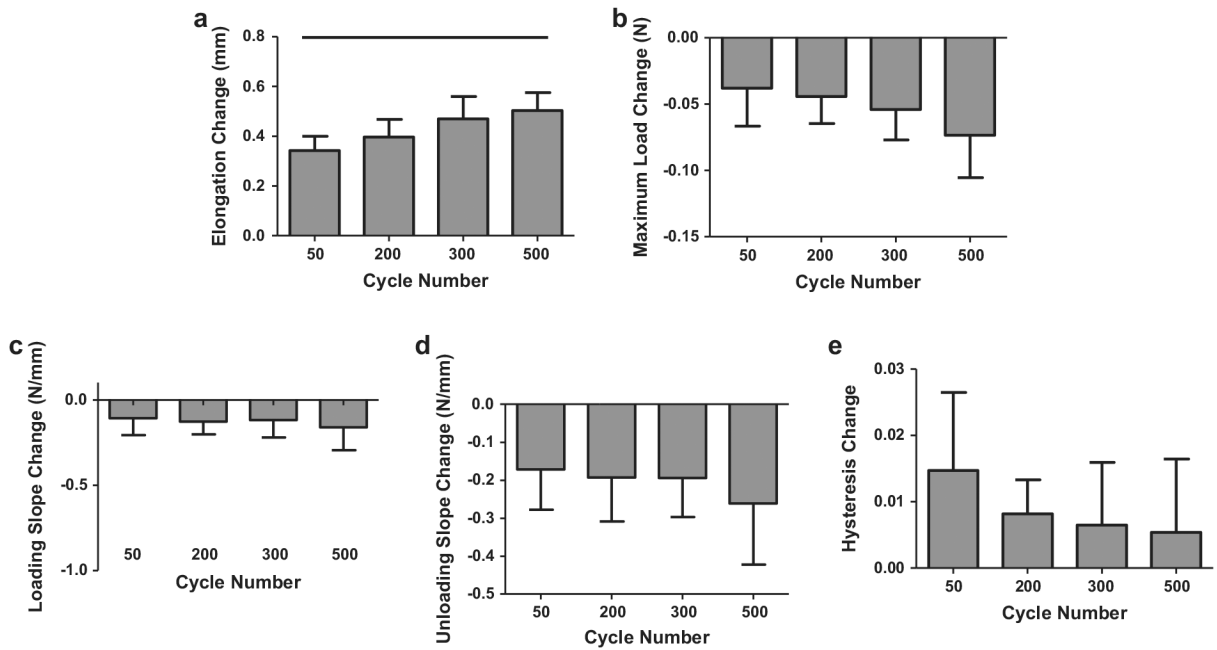 a
Elongation Change (mm)
0.8
0.6
0.4
0.2
0.0
50 200 300 500
Cycle Number
b
Maximum Load Change (N)
0.00
-0.05
-0.10
-0.15
50 200 300 500
Cycle Number
c
Loading Slope Change (N/mm)
0.0
-0.5
-1.0
50 200 300 500
Cycle Number
d
Unloading Slope Change (N/mm)
0.0
-0.1
-0.2
-0.3
-0.4
-0.5
50 200 300 500
Cycle Number
e
Hysteresis Change
0.03
0.02
0.01
0.00
50 200 300 500
Cycle Number